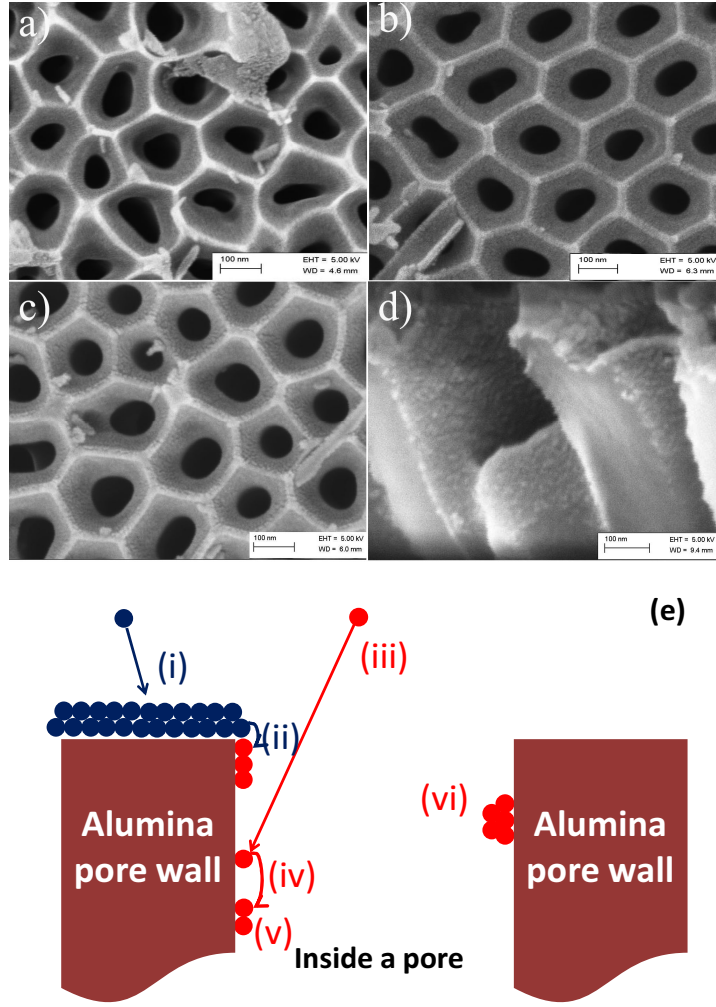 a)
b)
100 nm
EHT = 5.00 kV
WD = 4.6 mm
100 nm
EHT = 5.00 kV
WD = 6.3 mm
c)
d)
100 nm
EHT = 5.00 kV
WD = 6.0 mm
100 nm
EHT = 5.00 kV
WD = 9.4 mm
(e)
(i)
(iii)
(ii)
(vi)
Alumina
pore wall
Alumina
pore wall
(iv)
(v)
Inside a pore